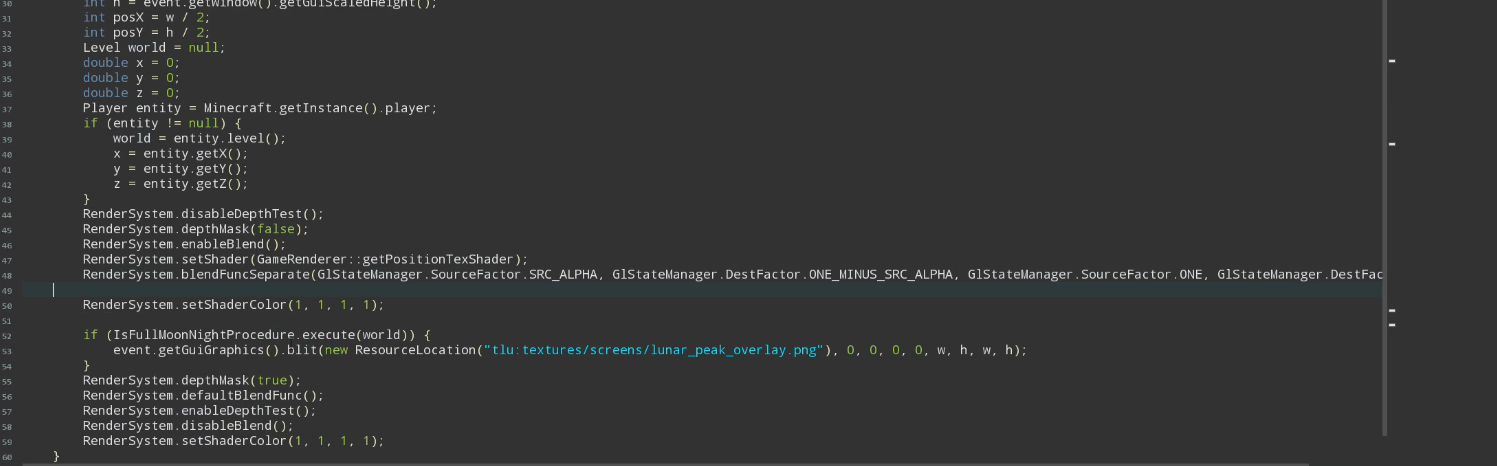 30 int h = event.getWindow().getGuiScaledHeight();
31 int posX = w / 2;
32 int posY = h / 2;
33 Level world = null;
34 double x = 0;
35 double y = 0;
36 double z = 0;
37 Player entity = Minecraft.getInstance().player;
38 if (entity != null) {
39 world = entity.level();
40 x = entity.getX();
41 y = entity.getY();
42 z = entity.getZ();
43 }
44 RenderSystem.disableDepthTest();
45 RenderSystem.depthMask(false);
46 RenderSystem.enableBlend();
47 RenderSystem.setShader(GameRenderer::getPositionTexShader);
48 RenderSystem.blendFuncSeparate(GlStateManager.SourceFactor.SRC_ALPHA, GlStateManager.DestFactor.ONE_MINUS_SRC_ALPHA, GlStateManager.SourceFactor.ONE, GlStateManager.DestFac
49
50 RenderSystem.setShaderColor(1, 1, 1, 1);
51
52 if (IsFullMoonNightProcedure.execute(world)) {
53 event.getGuiGraphics().blit(new ResourceLocation("tlu:textures/screens/lunar_peak_overlay.png"), 0, 0, 0, 0, w, h, w, h);
54 }
55 RenderSystem.depthMask(true);
56 RenderSystem.defaultBlendFunc();
57 RenderSystem.enableDepthTest();
58 RenderSystem.disableBlend();
59 RenderSystem.setShaderColor(1, 1, 1, 1);
60 }